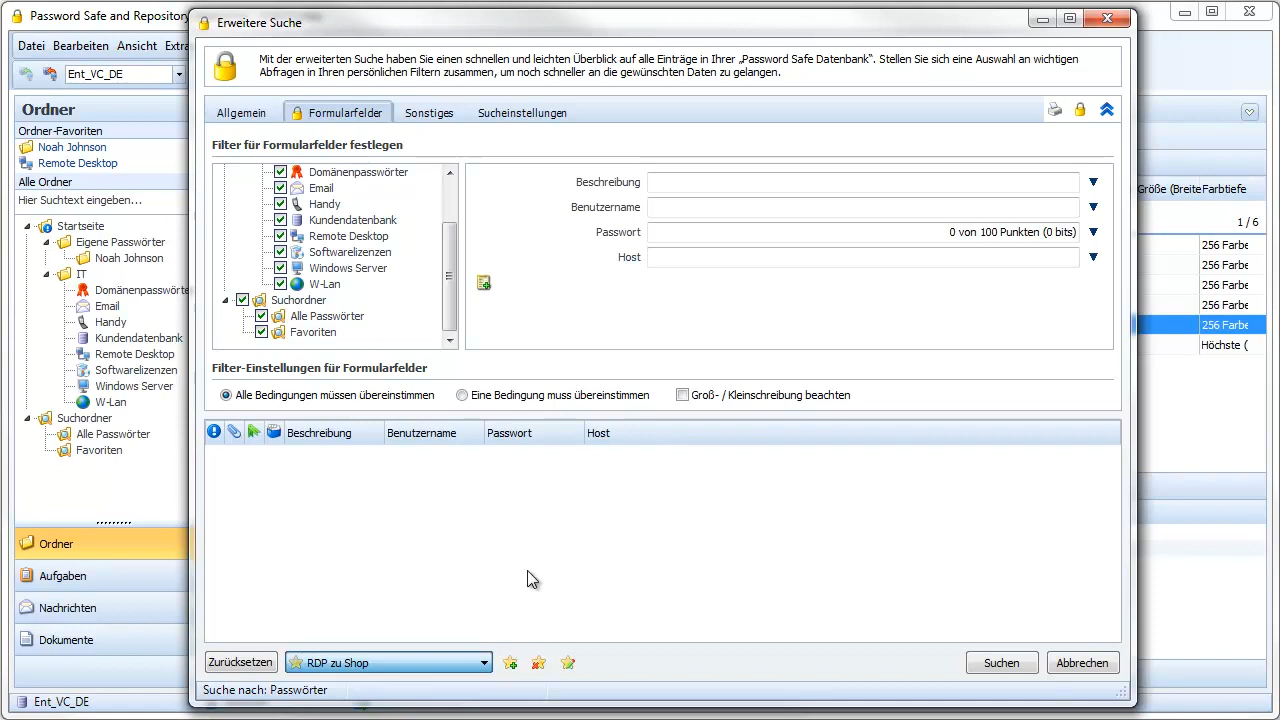 Password Safe and Repository
Datei Bearbeiten Ansicht Extra
Ent_VC_DE
Ordner
Ordner-Favoriten
Noah Johnson
Remote Desktop
Alle Ordner
Hier Suchtext eingeben...
Startseite
Eigene Passwörter
Noah Johnson
IT
Domänenpasswörte
Email
Handy
Kundendatenbank
Remote Desktop
Softwarelizenzen
Windows Server
W-Lan
Suchordner
Alle Passwörter
Favoriten
Ordner
Aufgaben
Nachrichten
Dokumente
Ent_VC_DE
Erweitere Suche
Mit der erweiterten Suche haben Sie einen schnellen und leichten Überblick auf alle Einträge in Ihrer „Password Safe Datenbank“. Stellen Sie sich eine Auswahl an wichtigen
Abfragen in Ihren persönlichen Filtern zusammen, um noch schneller an die gewünschten Daten zu gelangen.
Allgemein Formularfelder Sonstiges Sucheinstellungen
Filter für Formularfelder festlegen
Domänenpasswörter
Email
Handy
Kundendatenbank
Remote Desktop
Softwarelizenzen
Windows Server
W-Lan
Suchordner
Alle Passwörter
Favoriten
Beschreibung
Benutzername
Passwort 0 von 100 Punkten (0 bits)
Host
Filter-Einstellungen für Formularfelder
Alle Bedingungen müssen übereinstimmen Eine Bedingung muss übereinstimmen Groß- / Kleinschreibung beachten
Beschreibung Benutzername Passwort Host
Zurücksetzen RDP zu Shop Suchen Abbrechen
Suche nach: Passwörter
Größe (Breite Farbtiefe
1 / 6
256 Farbe
256 Farbe
256 Farbe
256 Farbe
256 Farbe
Höchste (